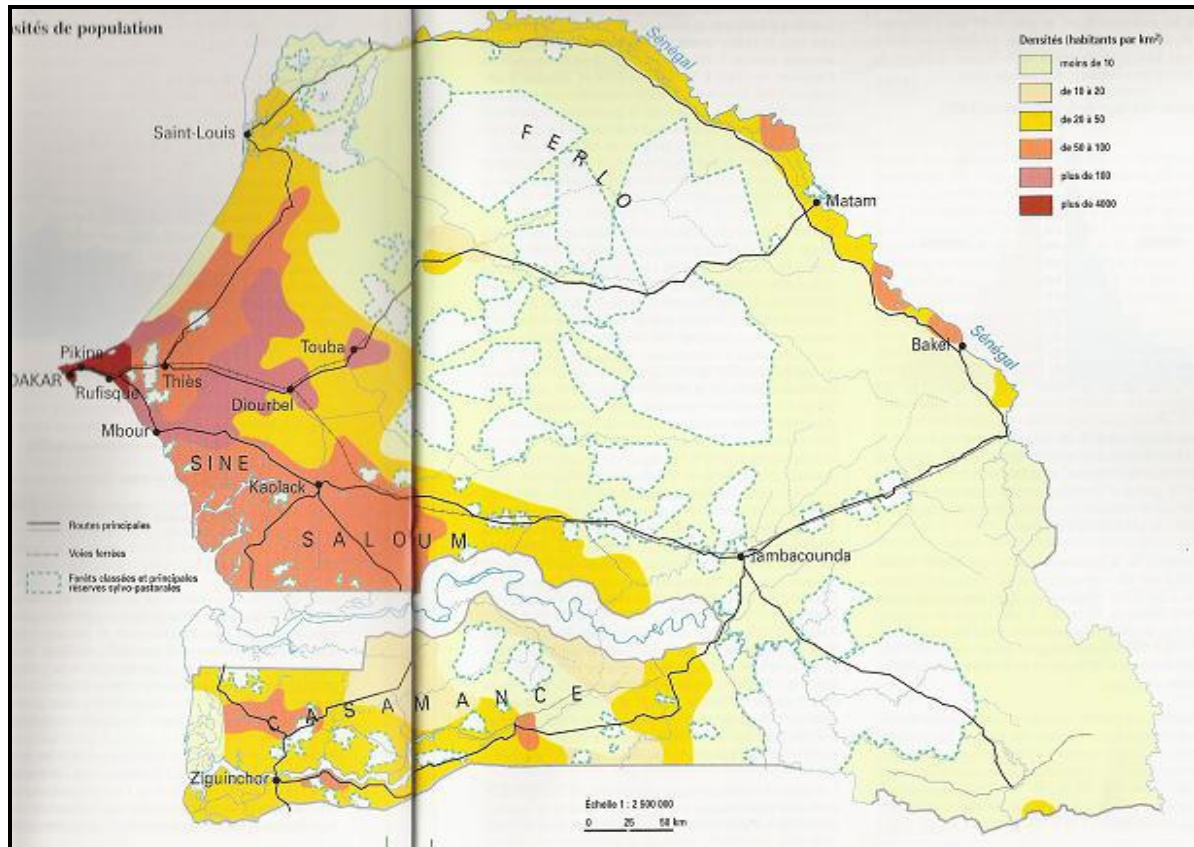 sités de population
Densités (habitants par km²)
moins de 10
de 10 à 20
de 20 à 50
de 50 à 100
plus de 100
plus de 4000
Sénégal
Saint-Louis
FERLO
Matam
Pikine
Touba
Bakel
Sénégal
DAKAR
Rufisque
Thiès
Diourbel
Mbour
SINE
Kaolack
SALOUM
Tambacounda
Routes principales
Voies ferrées
Forêts classées et principales
réserves sylvo-pastorales
CASAMANCE
Ziguinchor
Échelle 1 : 2 500 000
0 25 50 km